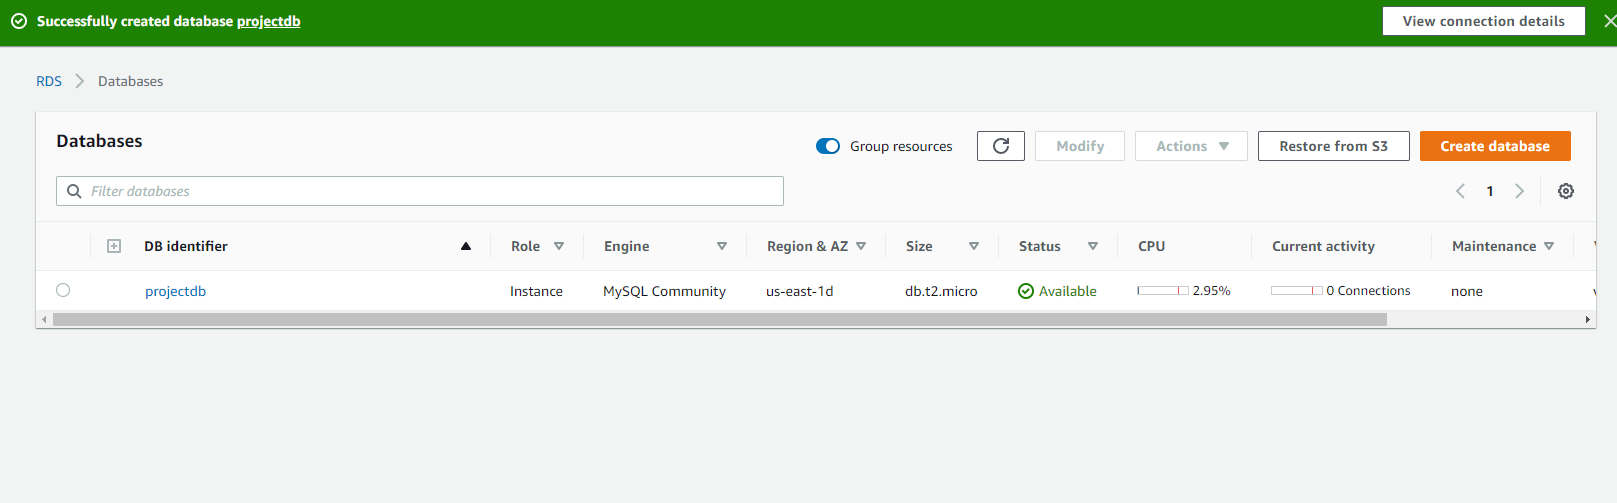 Successfully created database projectdb
View connection details
RDS
Databases
Databases
Group resources
Modify
Actions
Restore from S3
Create database
Filter databases
1
DB identifier Role Engine Region & AZ Size Status CPU Current activity Maintenance
projectdb Instance MySQL Community us-east-1d db.t2.micro Available 2.95% 0 Connections none